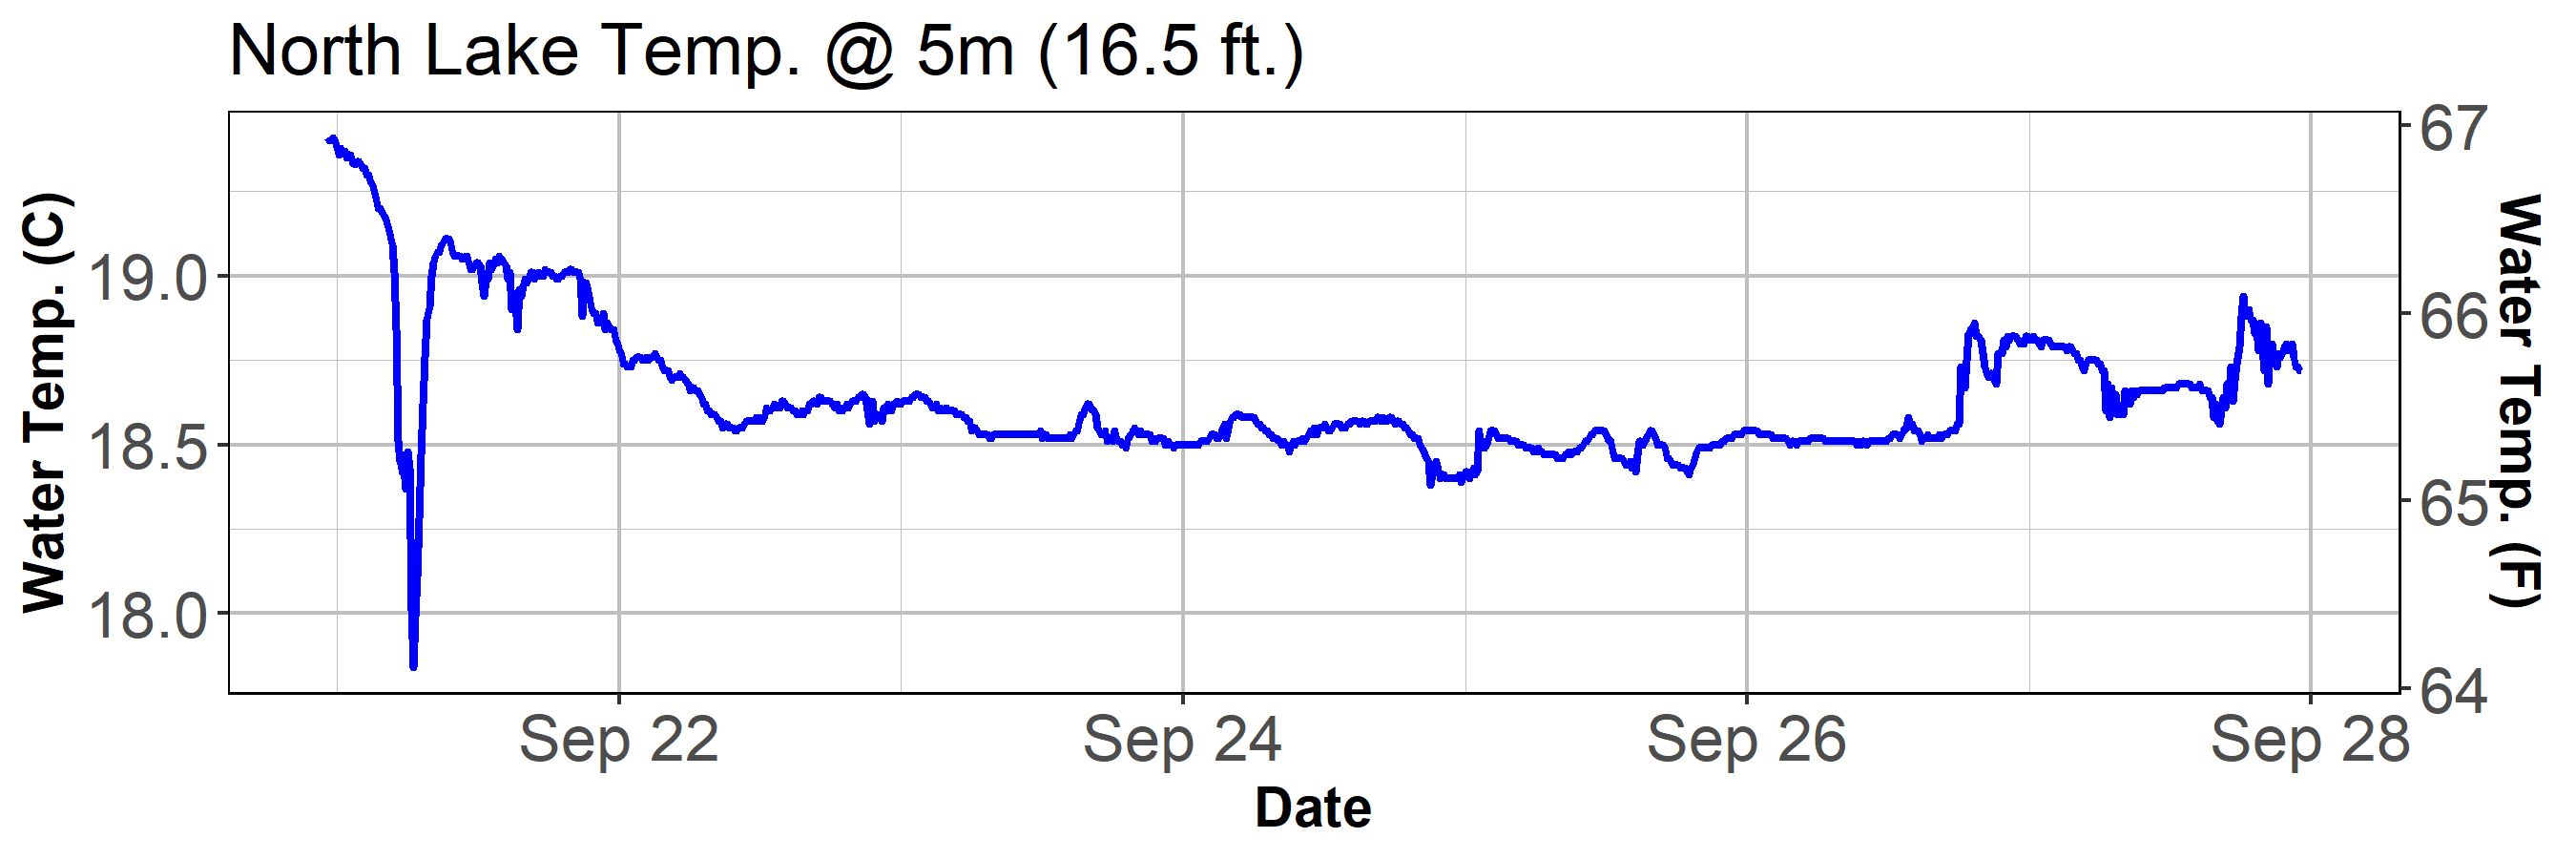 North Lake Temp. @ 5m (16.5 ft.)
Water Temp. (C)
19.0
18.5
18.0
67
66
65
64
Water Temp. (F)
Sep 22
Sep 24
Sep 26
Sep 28
Date